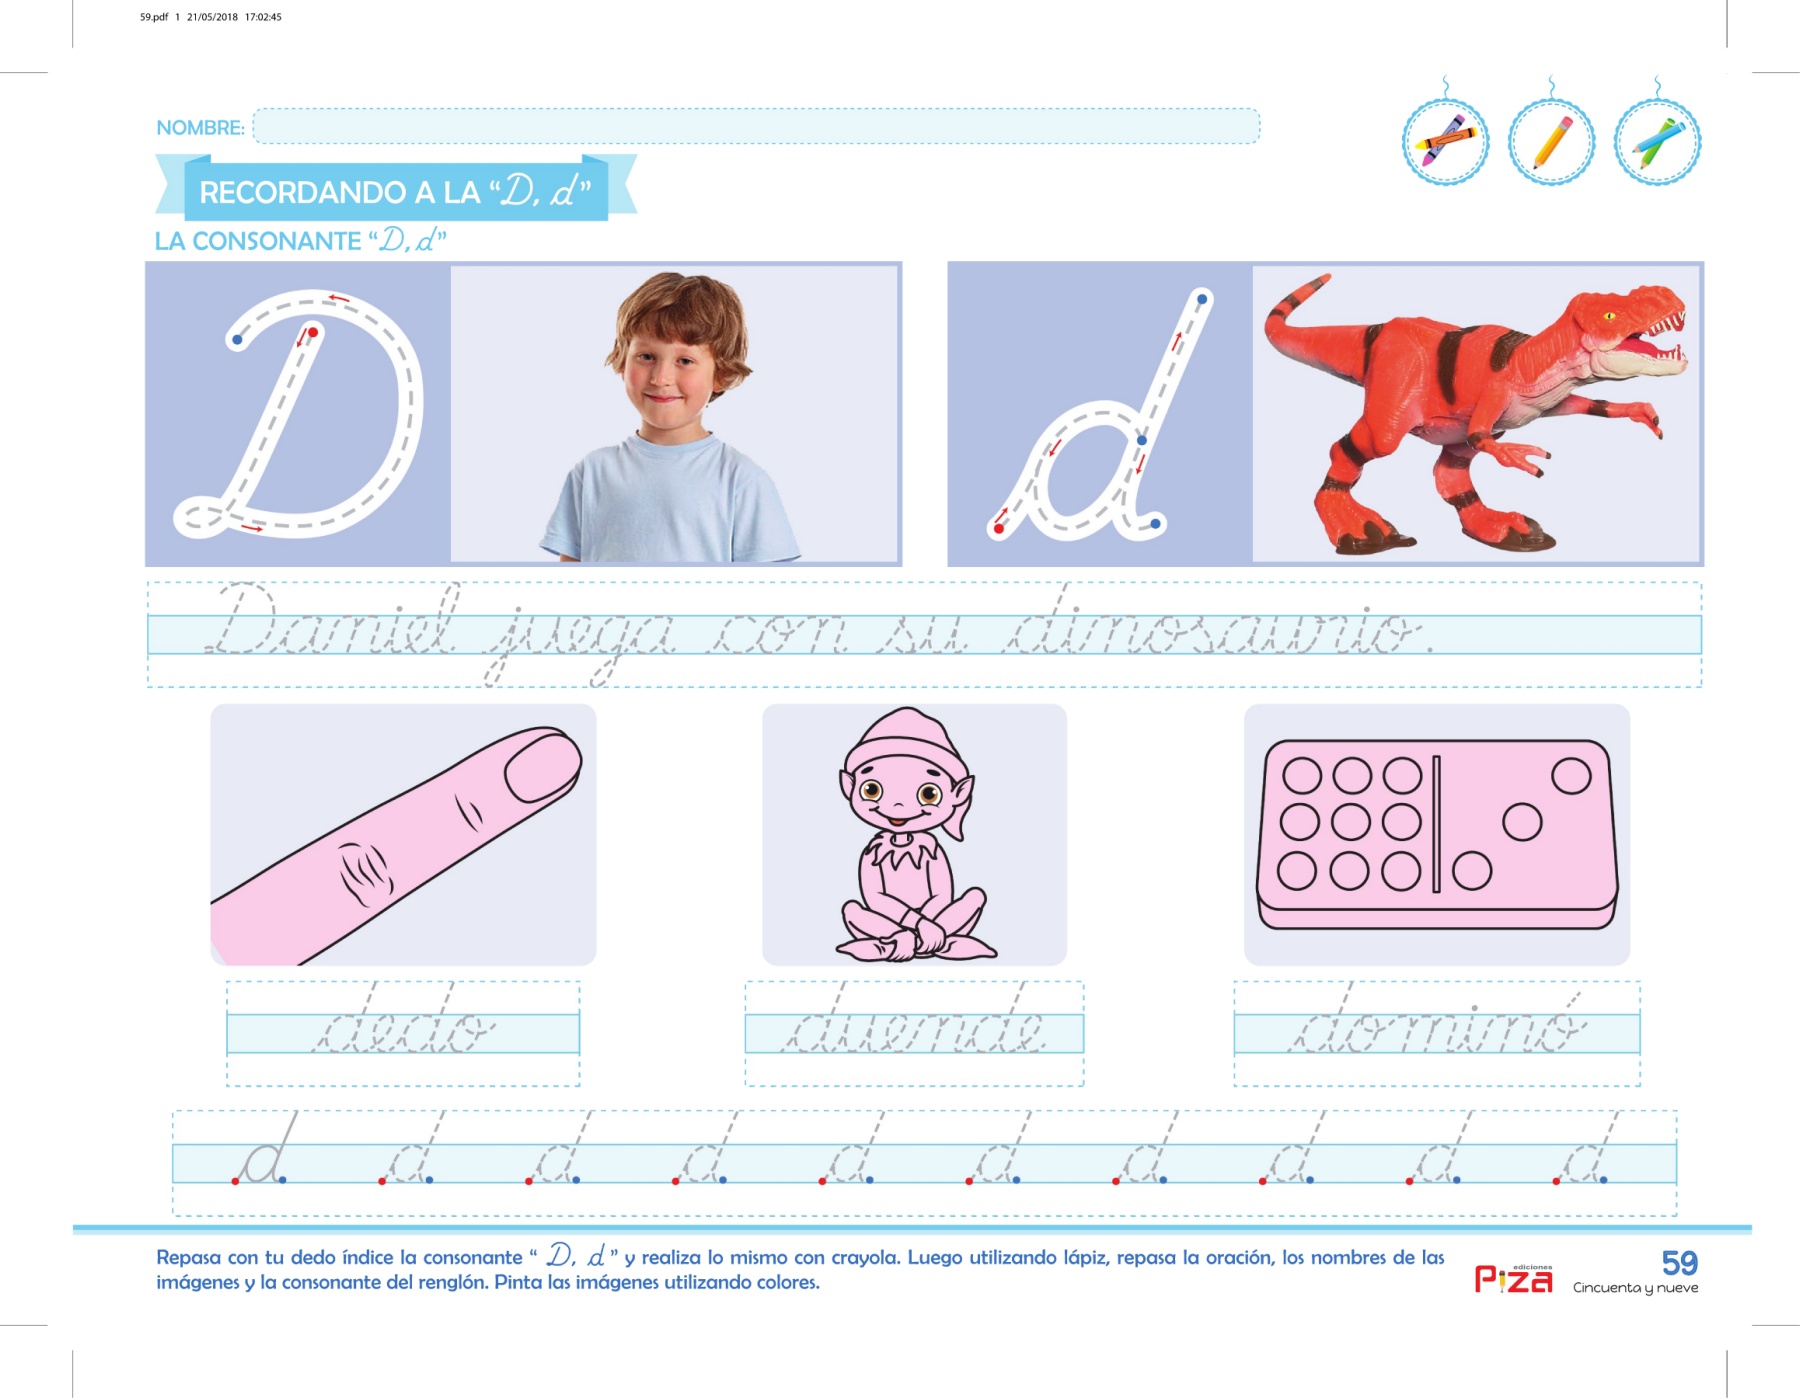 59.pdf 1 21/05/2018 17:02:45
NOMBRE:
RECORDANDO A LA “D, d”
LA CONSONANTE “D, d”
D
d
Daniel juega con su dinosaurio.
dedo duende dominó
d d d d d d d d d d
Repasa con tu dedo índice la consonante “ D, d ” y realiza lo mismo con crayola. Luego utilizando lápiz, repasa la oración, los nombres de las
imágenes y la consonante del renglón. Pinta las imágenes utilizando colores.
ediciones
Piza
59
Cincuenta y nueve